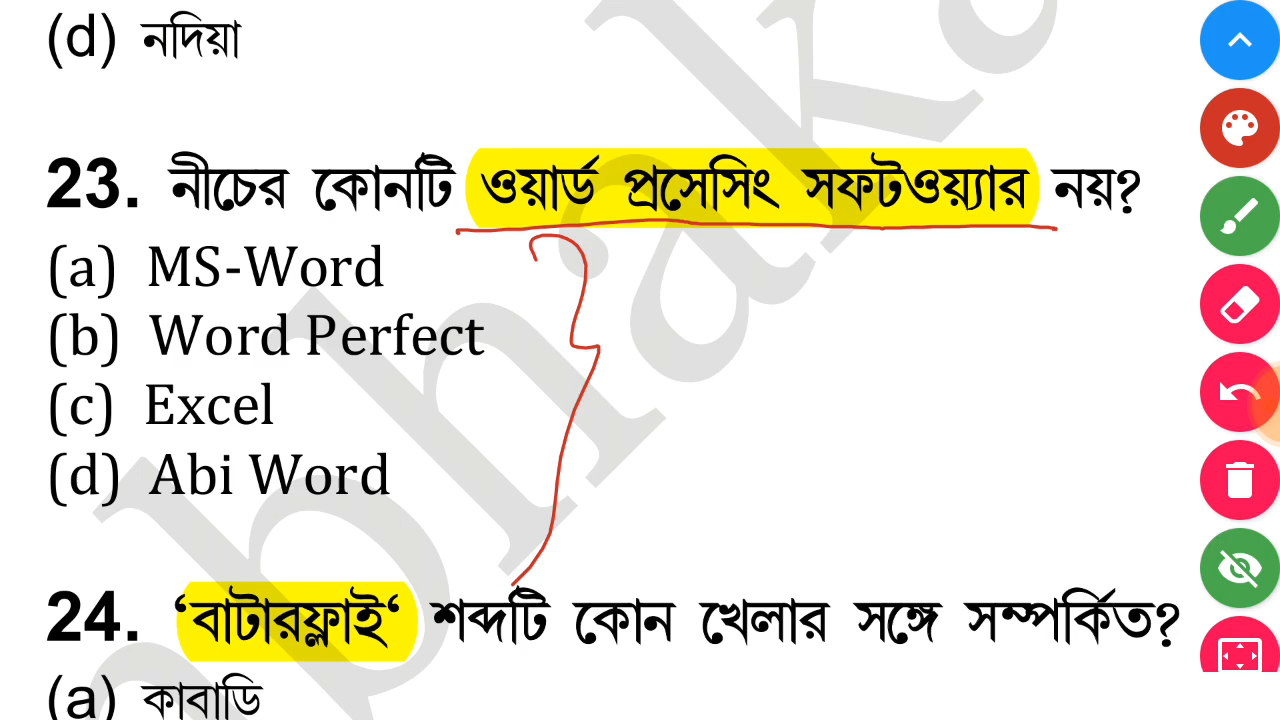 (d) নদিয়া
23. নীচের কোনটি ওয়ার্ড প্রসেসিং সফটওয়্যার নয়?
(a) MS-Word
(b) Word Perfect
(c) Excel
(d) Abi Word
24. ‘বাটারফ্লাই‘ শব্দটি কোন খেলার সঙ্গে সম্পর্কিত?
(a) কাবাডি